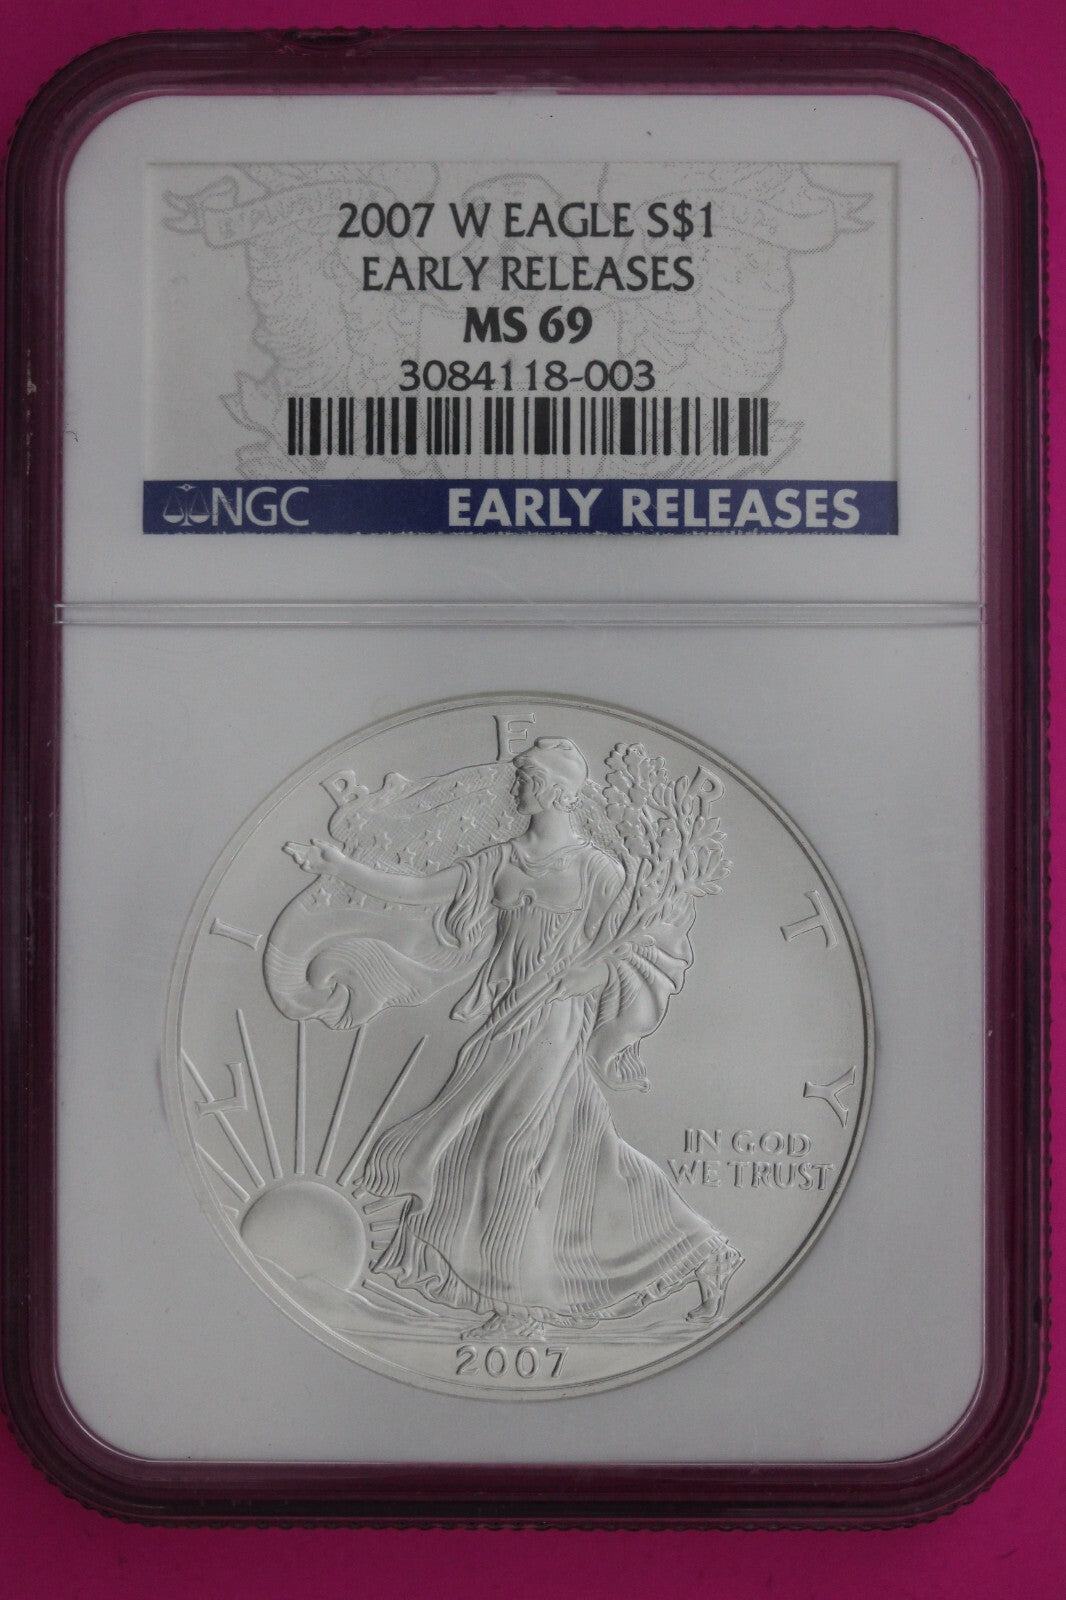 2007 W EAGLE S$1
EARLY RELEASES
MS 69
3084118-003
NGC EARLY RELEASES
LIBERTY
IN GOD
WE TRUST
2007